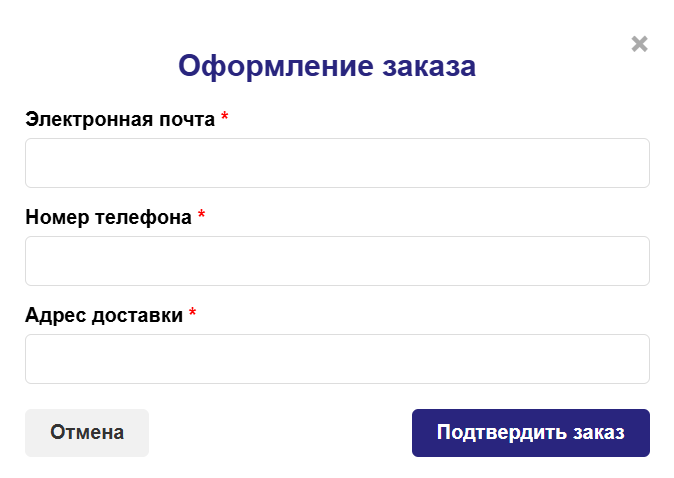 ×
Оформление заказа
Электронная почта *
Номер телефона *
Адрес доставки *
Отмена
Подтвердить заказ